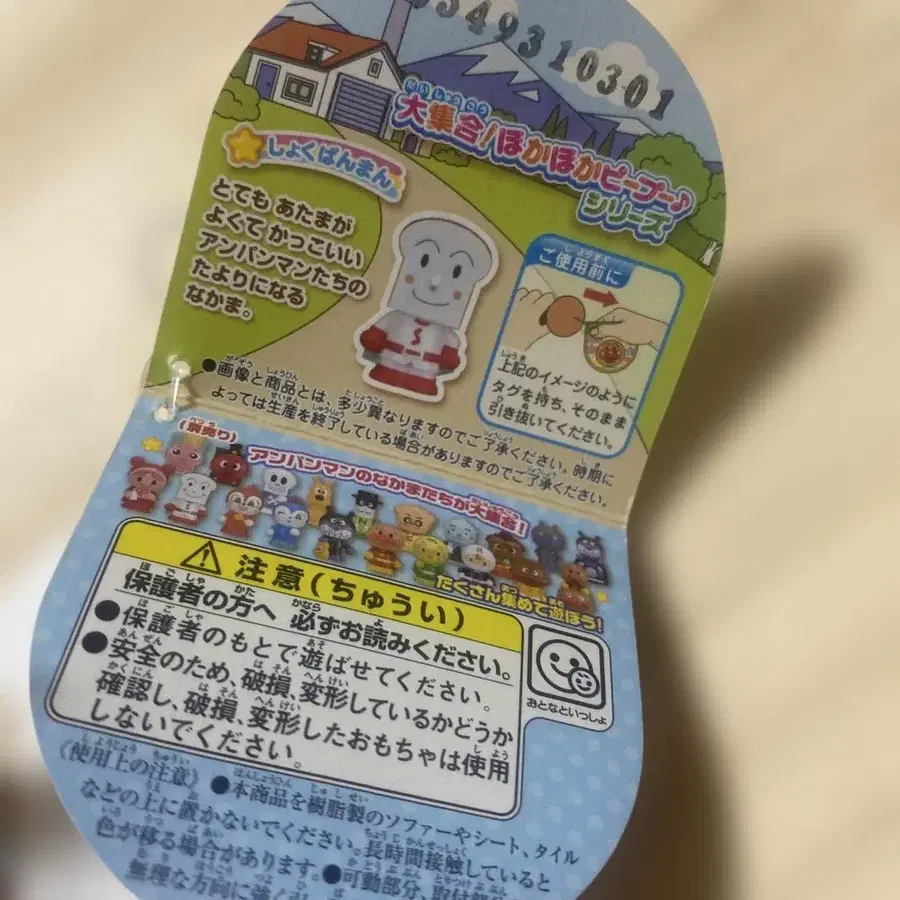 34931030 1
大集合!ほかほかピープー♪
シリーズ
しょくぱんまん
とても あたまが
よくて かっこいい
アンパンマンたちの
たよりになる
なかま。
ご使用前に
上記のイメージのように
タグを持ち、そのまま
引き抜いてください。
●画像と商品とは、多少異なりますのでご了承ください。時期に
よっては生産を終了している場合がありますのでご了承ください。
(別売り)
アンパンマンのなかまたちが大集合!
たくさん集めて遊ぼう!
注意(ちゅうい)
保護者の方へ 必ずお読みください。
●保護者のもとで遊ばせてください。
●安全のため、破損、変形しているかどうか
確認し、破損、変形したおもちゃは使用
しないでください。
おとなといっしょ
〈使用上の注意〉●本商品を樹脂製のソファーやシート、タイル
などの上に置かないでください。長時間接触していると
色が移る場合があります。●可動部分、取付部
無理な方向に強く